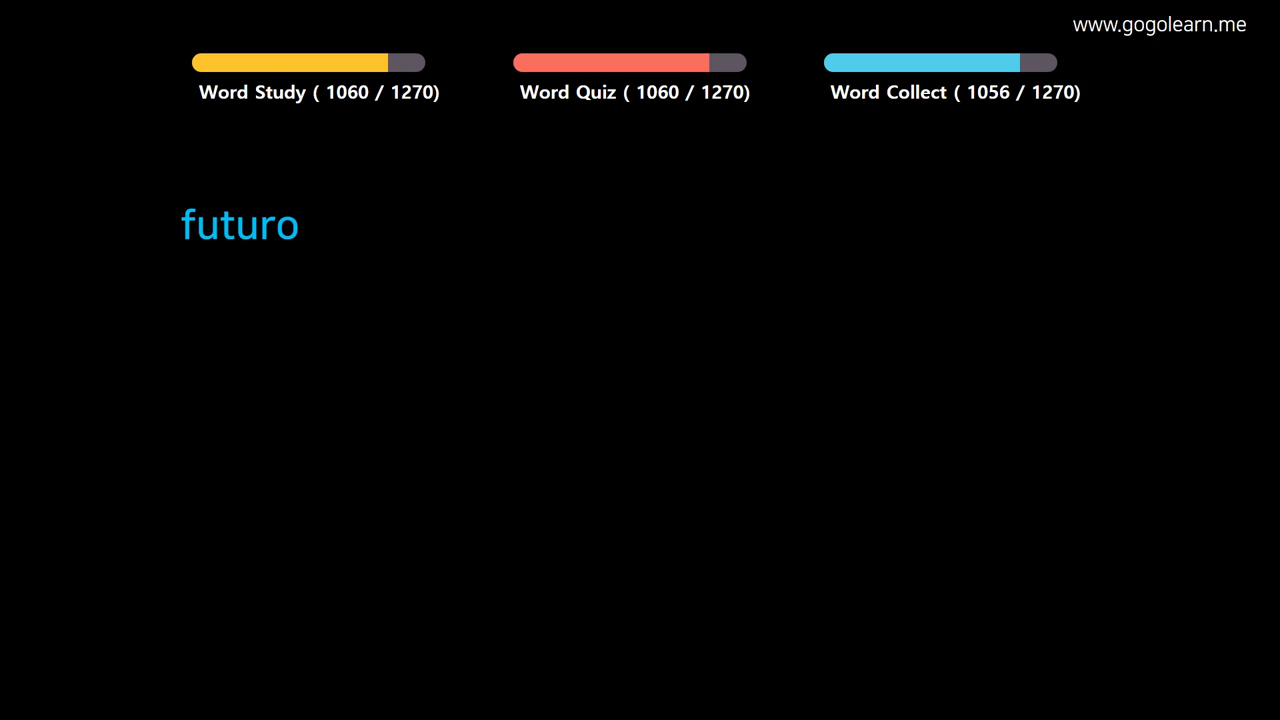 www.gogolearn.me
Word Study ( 1060 / 1270)
Word Quiz ( 1060 / 1270)
Word Collect ( 1056 / 1270)
futuro